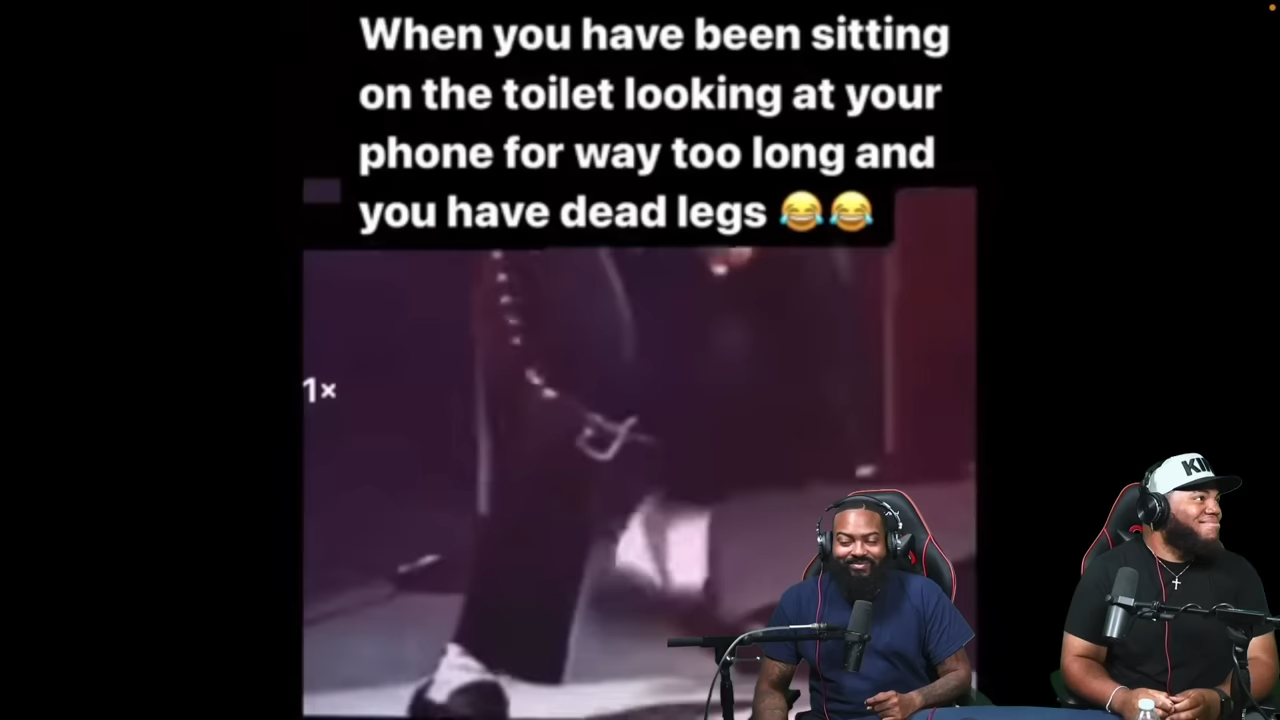 When you have been sitting
on the toilet looking at your
phone for way too long and
you have dead legs 😂😂
1×